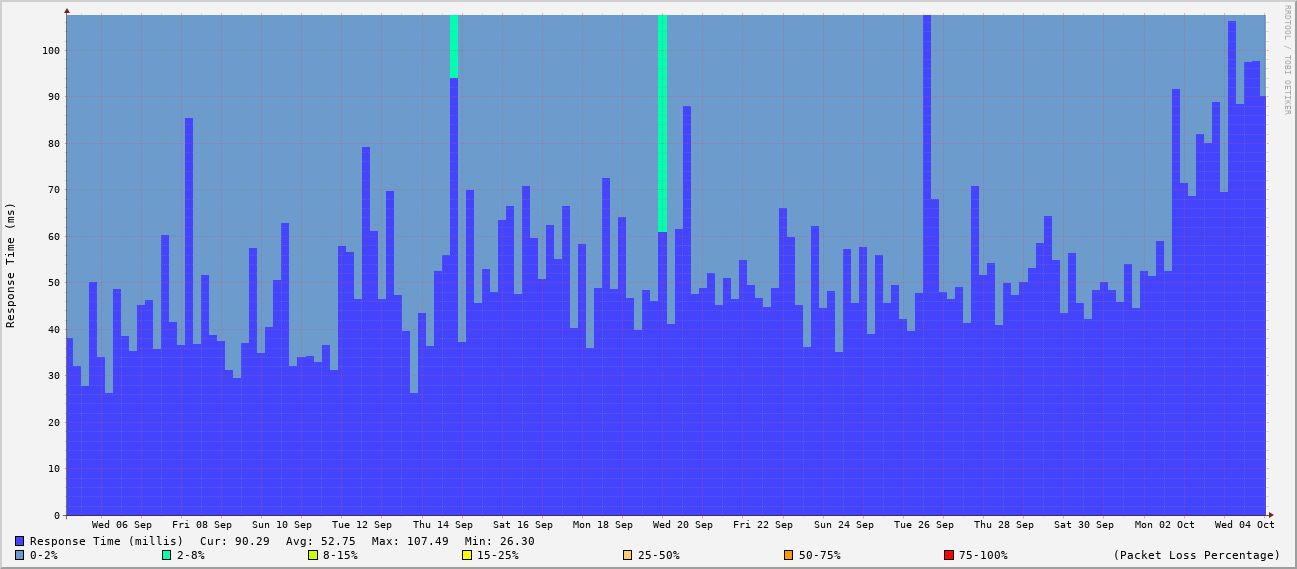 RRDTOOL / TOBI OETIKER
Response Time (ms)
100
90
80
70
60
50
40
30
20
10
0
Wed 06 Sep Fri 08 Sep Sun 10 Sep Tue 12 Sep Thu 14 Sep Sat 16 Sep Mon 18 Sep Wed 20 Sep Fri 22 Sep Sun 24 Sep Tue 26 Sep Thu 28 Sep Sat 30 Sep Mon 02 Oct Wed 04 Oct
Response Time (millis) Cur: 90.29 Avg: 52.75 Max: 107.49 Min: 26.30
0-2% 2-8% 8-15% 15-25% 25-50% 50-75% 75-100% (Packet Loss Percentage)